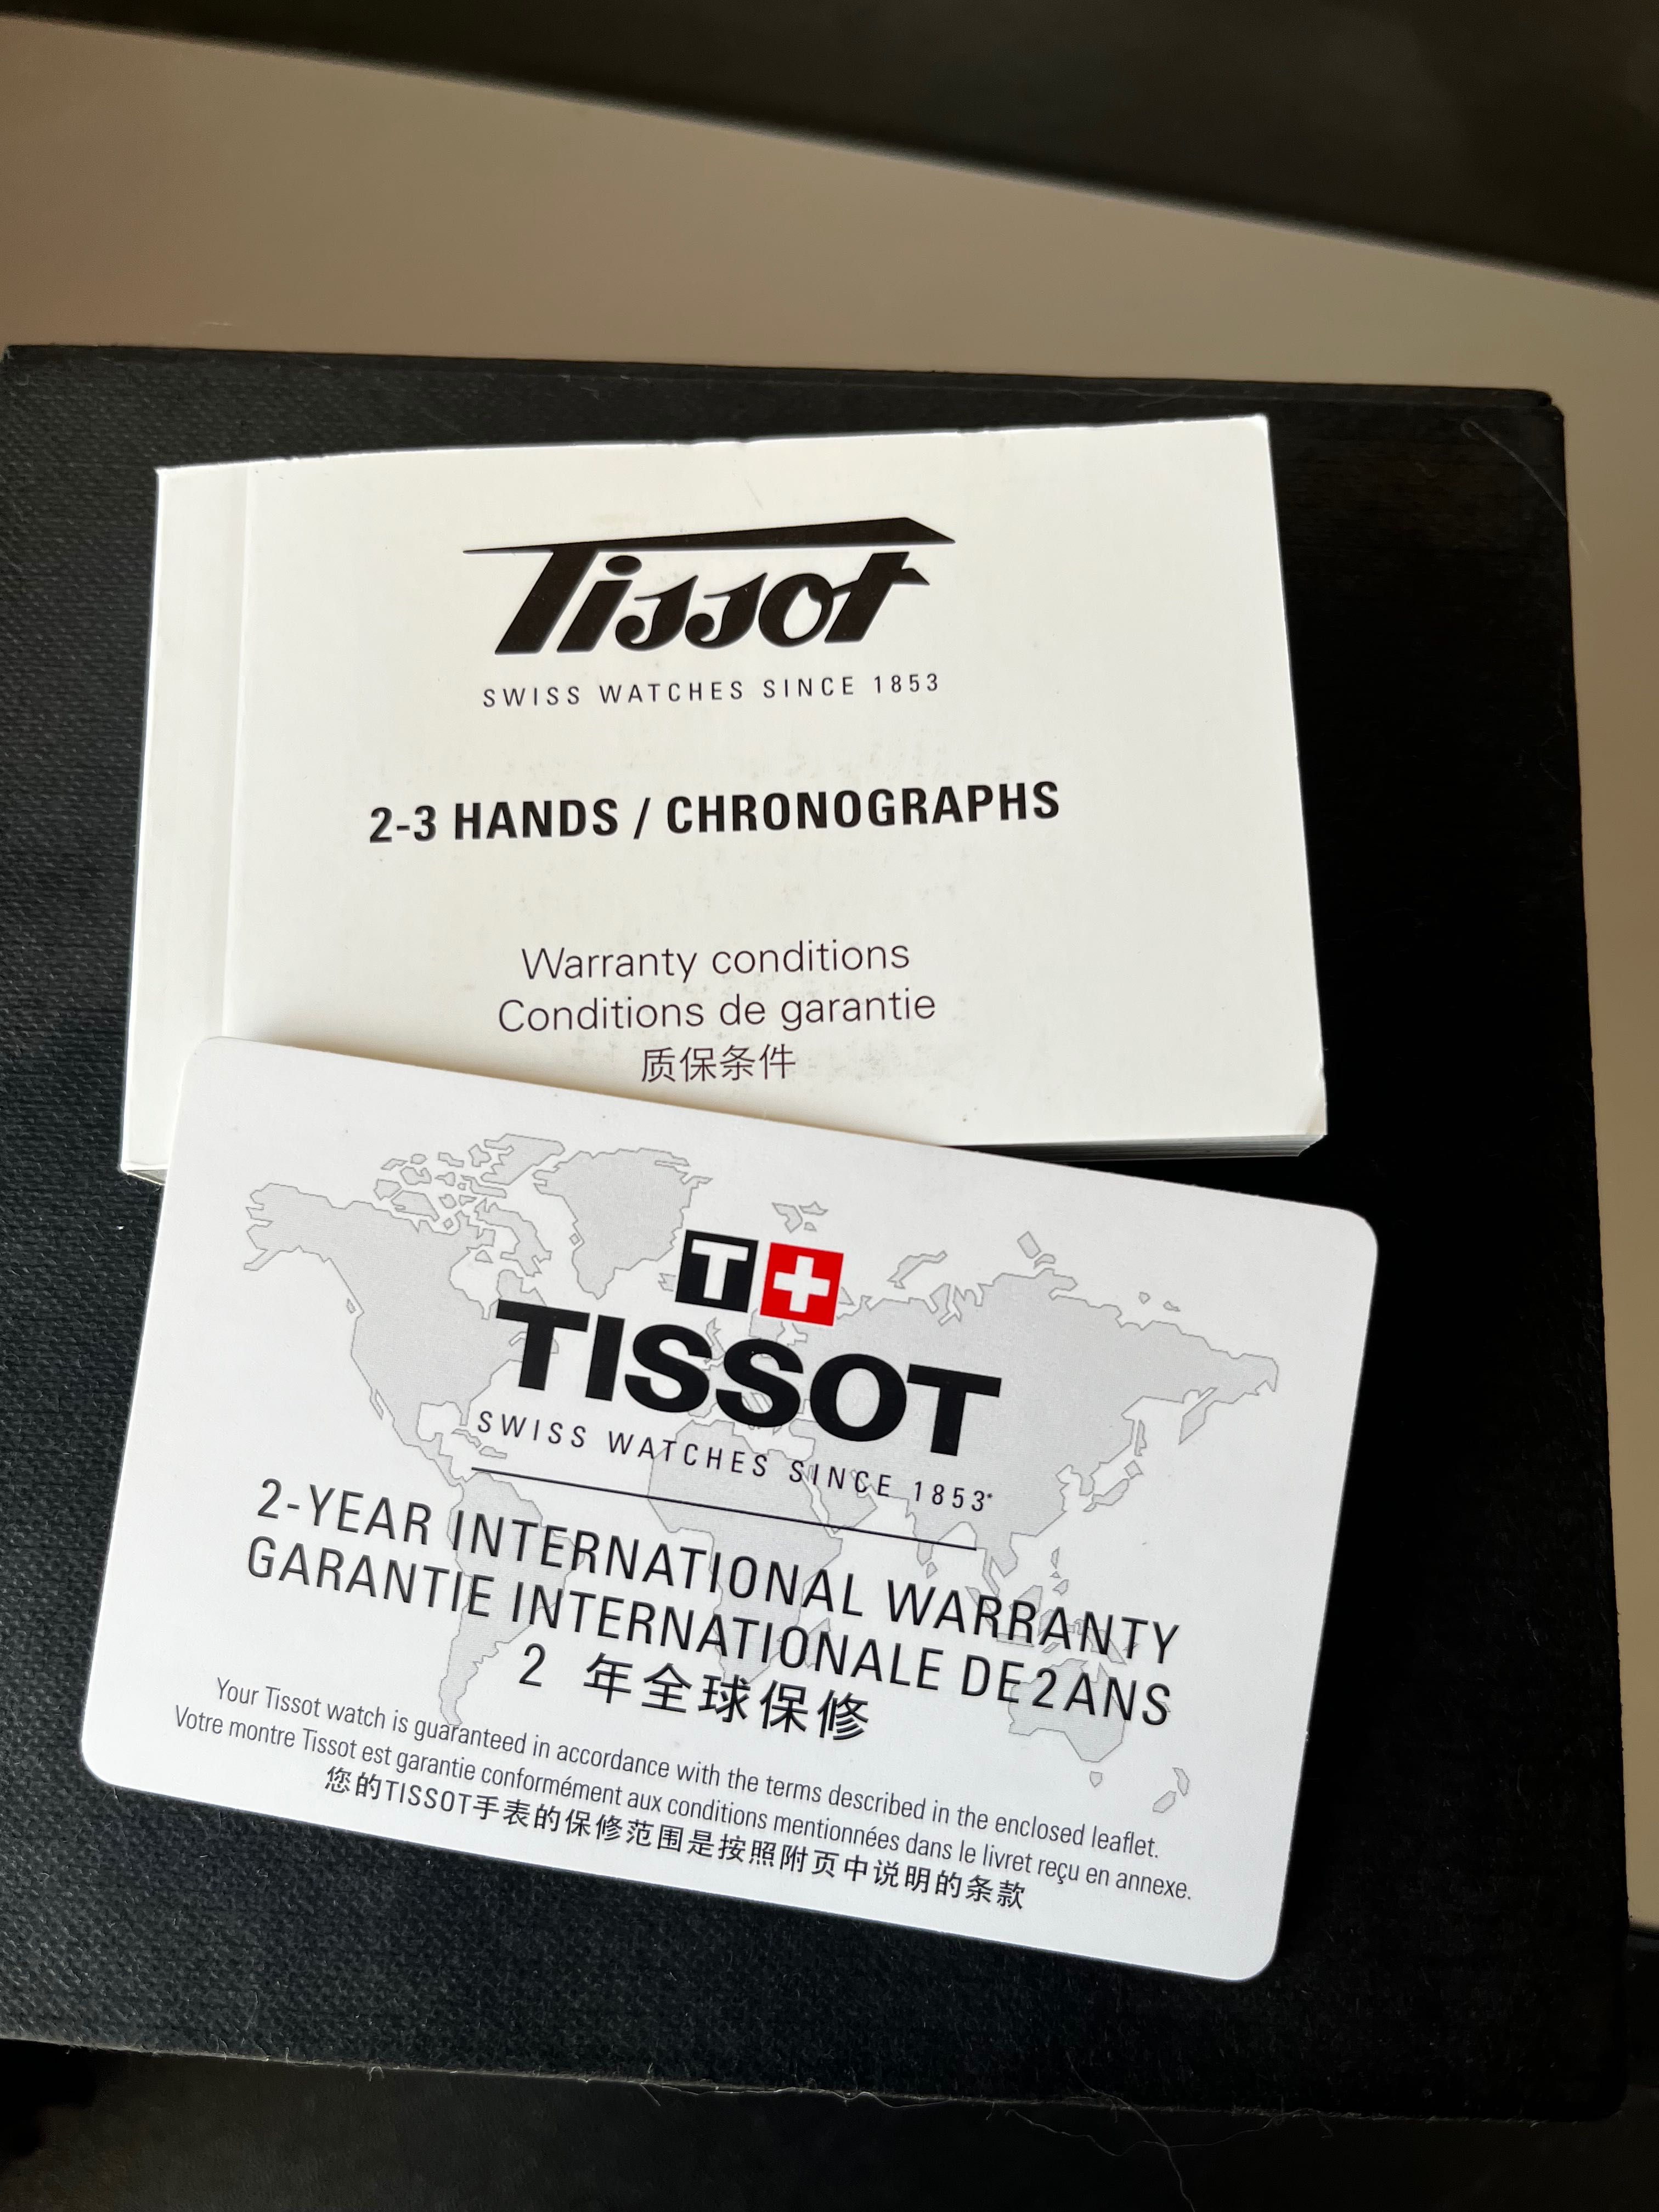 Tissot
SWISS WATCHES SINCE 1853
2-3 HANDS / CHRONOGRAPHS
Warranty conditions
Conditions de garantie
质保条件
T
TISSOT
SWISS WATCHES SINCE 1853*
2-YEAR INTERNATIONAL WARRANTY
GARANTIE INTERNATIONALE DE 2 ANS
2 年全球保修
Your Tissot watch is guaranteed in accordance with the terms described in the enclosed leaflet.
Votre montre Tissot est garantie conformément aux conditions mentionnées dans le livret reçu en annexe.
您的TISSOT手表的保修范围是按照附页中说明的条款